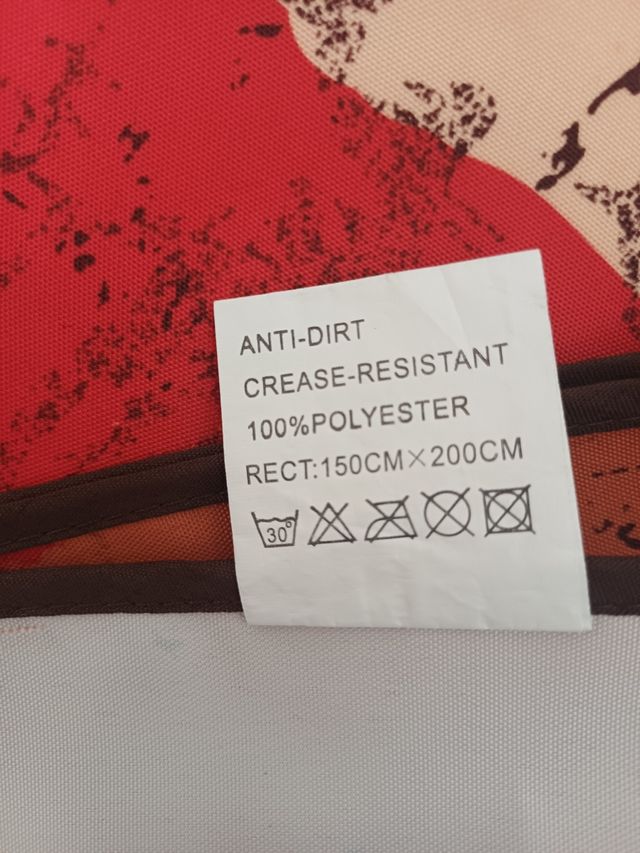 ANTI-DIRT
CREASE-RESISTANT
100%POLYESTER
RECT:150CM×200CM
30°